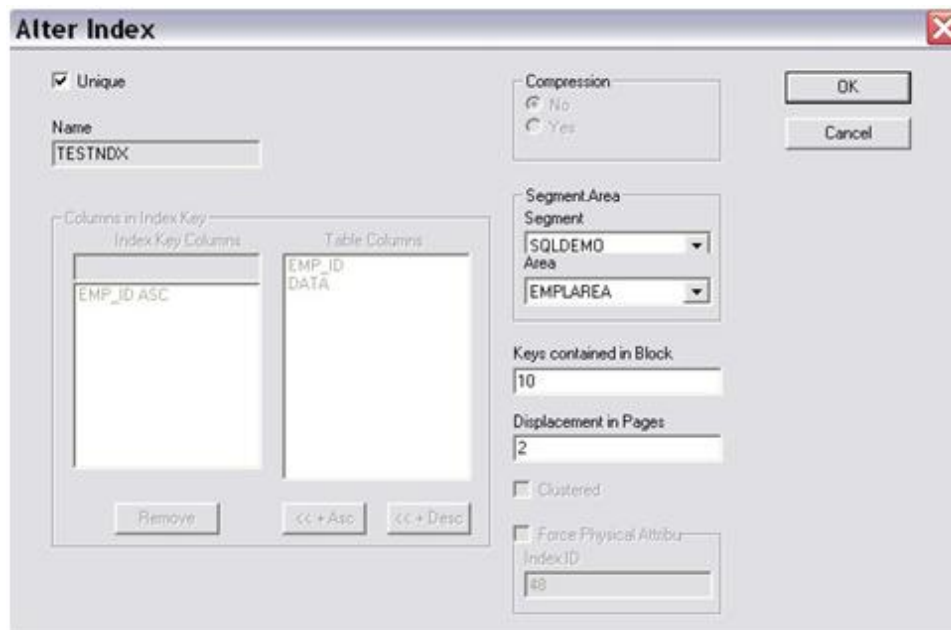 Alter Index
Unique
Name
TESTNDX
Columns in Index Key
Index Key Columns
Table Columns
EMP_ID ASC
EMP_ID
DATA
Remove
<< + Asc
<< + Desc
Compression
No
Yes
Segment.Area
Segment
SQLDEMO
Area
EMPLAREA
Keys contained in Block
10
Displacement in Pages
2
Clustered
Force Physical Attribu
Index ID
48
OK
Cancel